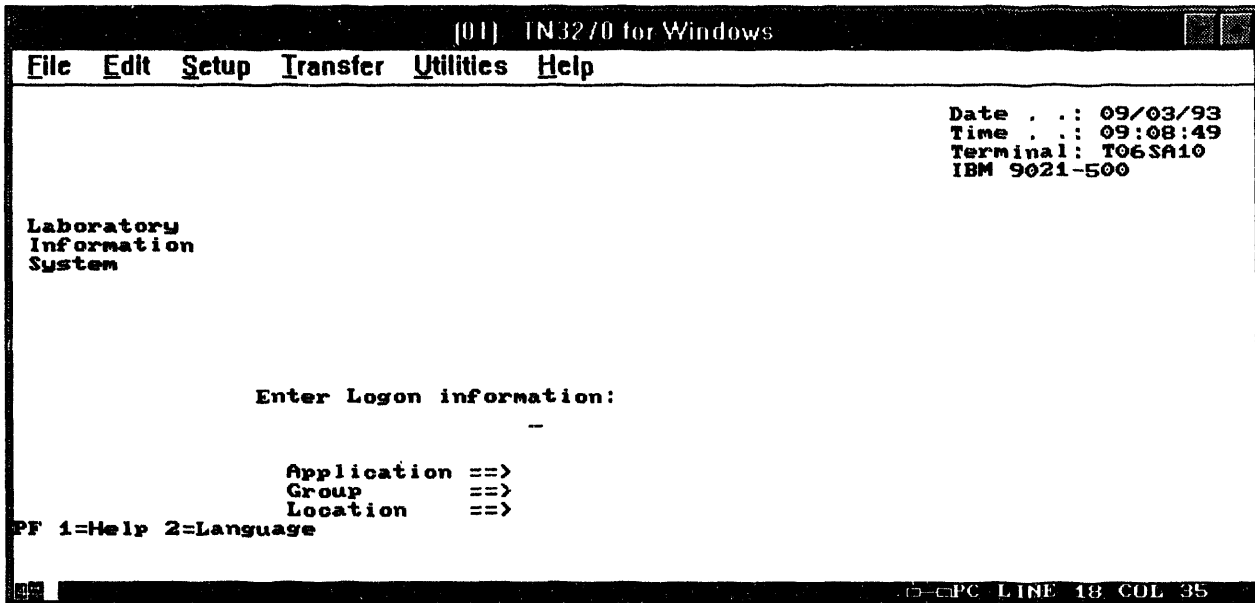 [01] TN3270 for Windows
File Edit Setup Transfer Utilities Help
Date . .: 09/03/93
Time . .: 09:08:49
Terminal: T06SA10
IBM 9021-500
Laboratory
Information
System
Enter Logon information:
Application ==>
Group ==>
Location ==>
PF 1=Help 2=Language
PC LINE 18 COL 35